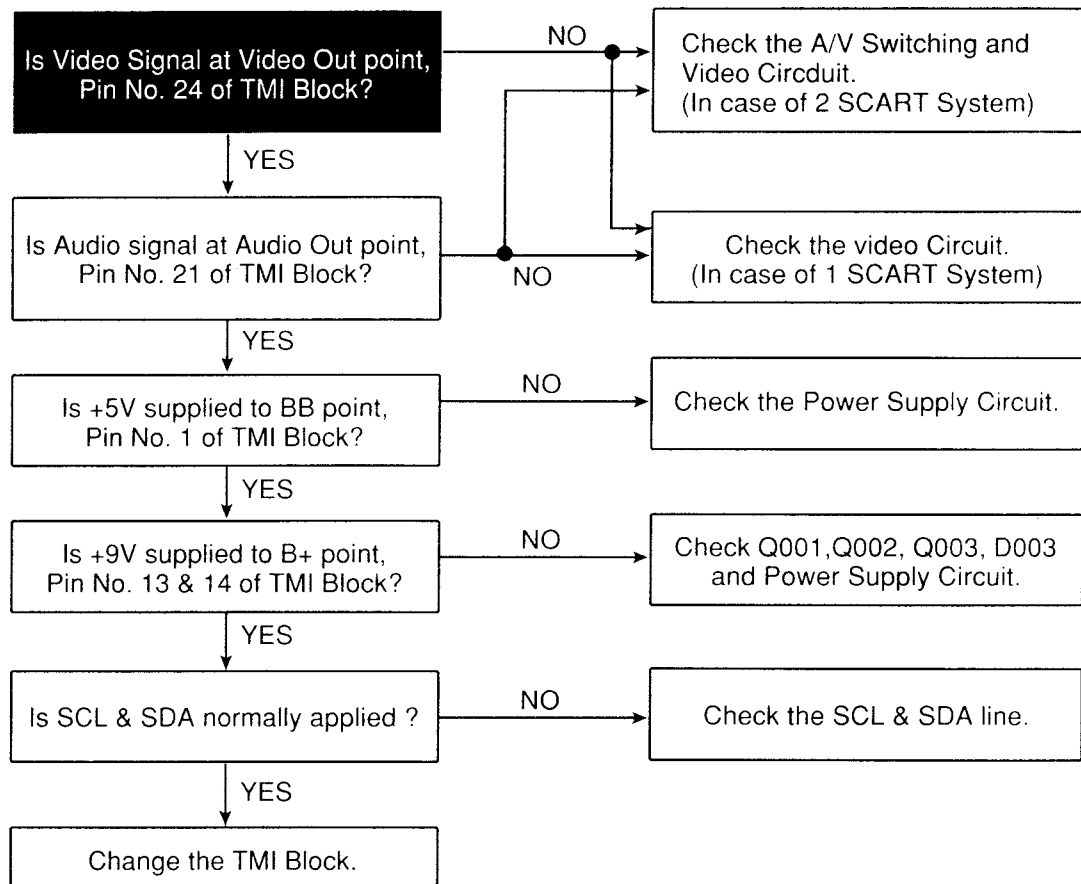 Is Video Signal at Video Out point,
Pin No. 24 of TMI Block?
NO
Check the A/V Switching and
Video Circduit.
(In case of 2 SCART System)
YES
Is Audio signal at Audio Out point,
Pin No. 21 of TMI Block?
NO
Check the video Circuit.
(In case of 1 SCART System)
YES
Is +5V supplied to BB point,
Pin No. 1 of TMI Block?
NO
Check the Power Supply Circuit.
YES
Is +9V supplied to B+ point,
Pin No. 13 & 14 of TMI Block?
NO
Check Q001,Q002, Q003, D003
and Power Supply Circuit.
YES
Is SCL & SDA normally applied ?
NO
Check the SCL & SDA line.
YES
Change the TMI Block.